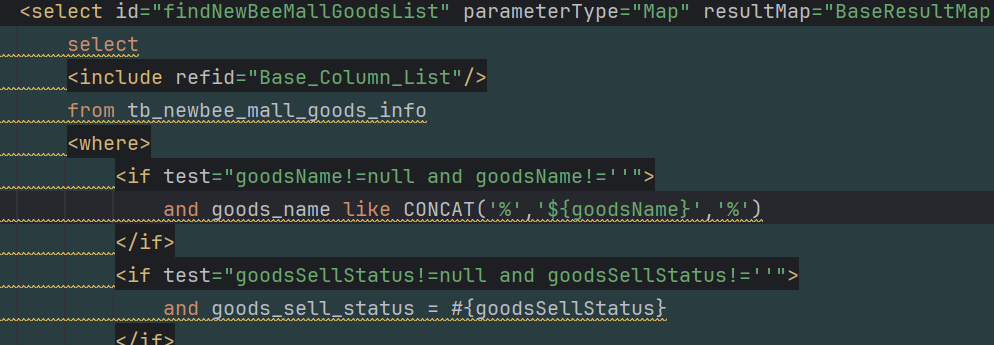 <select id="findNewBeeMallGoodsList" parameterType="Map" resultMap="BaseResultMap
select
<include refid="Base_Column_List"/>
from tb_newbee_mall_goods_info
<where>
<if test="goodsName!=null and goodsName!=''">
and goods_name like CONCAT('%','${goodsName}','%')
</if>
<if test="goodsSellStatus!=null and goodsSellStatus!=''">
and goods_sell_status = #{goodsSellStatus}
</if>